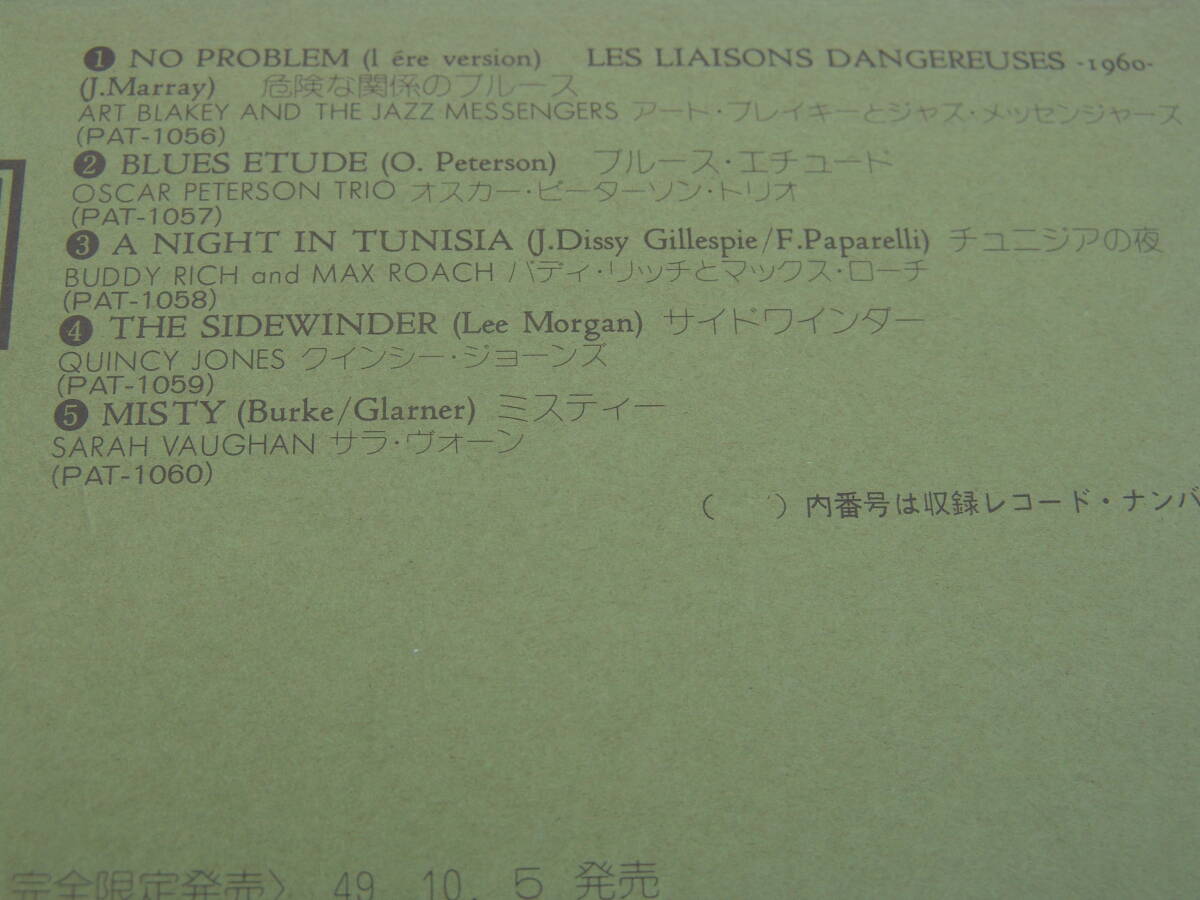 ❶ NO PROBLEM (1 ére version) LES LIAISONS DANGEREUSES -1960-
(J.Marray) 危険な関係のブルース
ART BLAKEY AND THE JAZZ MESSENGERS アート・ブレイキーとジャズ・メッセンジャーズ
(PAT-1056)
❷ BLUES ETUDE (O. Peterson) ブルース・エチュード
OSCAR PETERSON TRIO オスカー・ピーターソン・トリオ
(PAT-1057)
❸ A NIGHT IN TUNISIA (J.Dissy Gillespie/F.Paparelli) チュニジアの夜
BUDDY RICH and MAX ROACH バディ・リッチとマックス・ローチ
(PAT-1058)
❹ THE SIDEWINDER (Lee Morgan) サイドワインダー
QUINCY JONES クインシー・ジョーンズ
(PAT-1059)
❺ MISTY (Burke/Glarner) ミスティー
SARAH VAUGHAN サラ・ヴォーン
(PAT-1060)
( )内番号は収録レコード・ナンバ
完全限定発売〉 49. 10. 5 発売